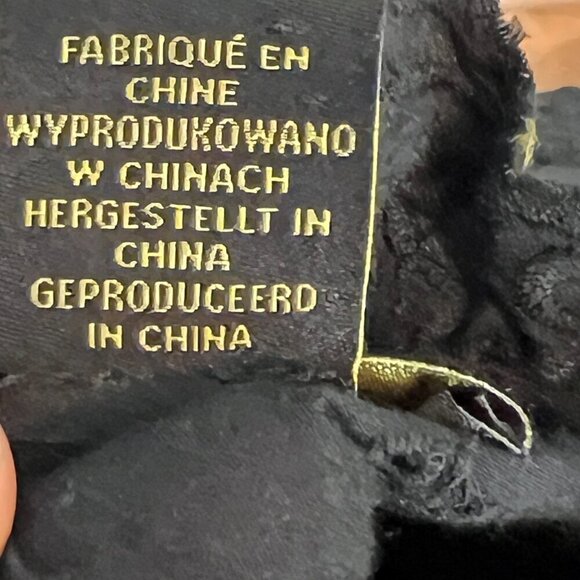 FABRIQUÉ EN
CHINE
WYPRODUKOWANO
W CHINACH
HERGESTELLT IN
CHINA
GEPRODUCEERD
IN CHINA